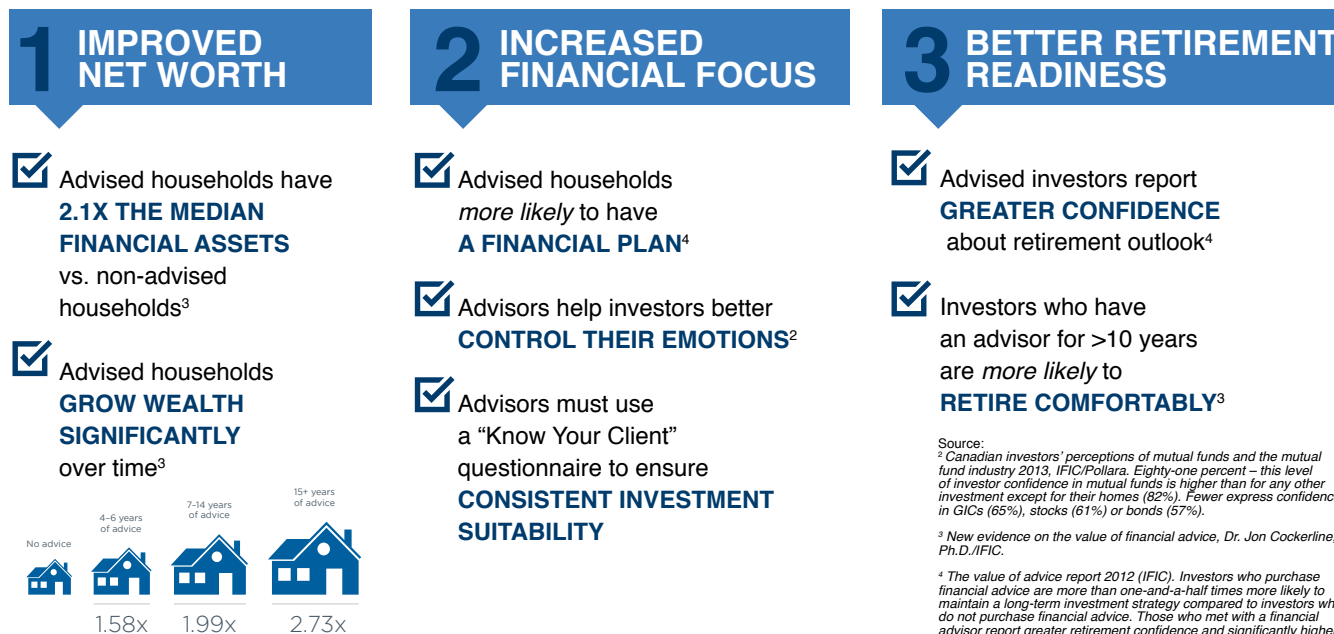 1 IMPROVED
NET WORTH
Advised households have
2.1X THE MEDIAN
FINANCIAL ASSETS
vs. non-advised
households³
Advised households
GROW WEALTH
SIGNIFICANTLY
over time³
No advice
4–6 years
of advice
7–14 years
of advice
15+ years
of advice
1.58x 1.99x 2.73x
2 INCREASED
FINANCIAL FOCUS
Advised households
more likely to have
A FINANCIAL PLAN⁴
Advisors help investors better
CONTROL THEIR EMOTIONS²
Advisors must use
a “Know Your Client”
questionnaire to ensure
CONSISTENT INVESTMENT
SUITABILITY
3 BETTER RETIREMENT
READINESS
Advised investors report
GREATER CONFIDENCE
about retirement outlook⁴
Investors who have
an advisor for >10 years
are more likely to
RETIRE COMFORTABLY³
Source:
² Canadian investors’ perceptions of mutual funds and the mutual
fund industry 2013, IFIC/Pollara. Eighty-one percent – this level
of investor confidence in mutual funds is higher than for any other
investment except for their homes (82%). Fewer express confidenc
in GICs (65%), stocks (61%) or bonds (57%).
³ New evidence on the value of financial advice, Dr. Jon Cockerline,
Ph.D./IFIC.
⁴ The value of advice report 2012 (IFIC). Investors who purchase
financial advice are more than one-and-a-half times more likely to
maintain a long-term investment strategy compared to investors wh
do not purchase financial advice. Those who met with a financial
advisor report greater retirement confidence and significantly highe